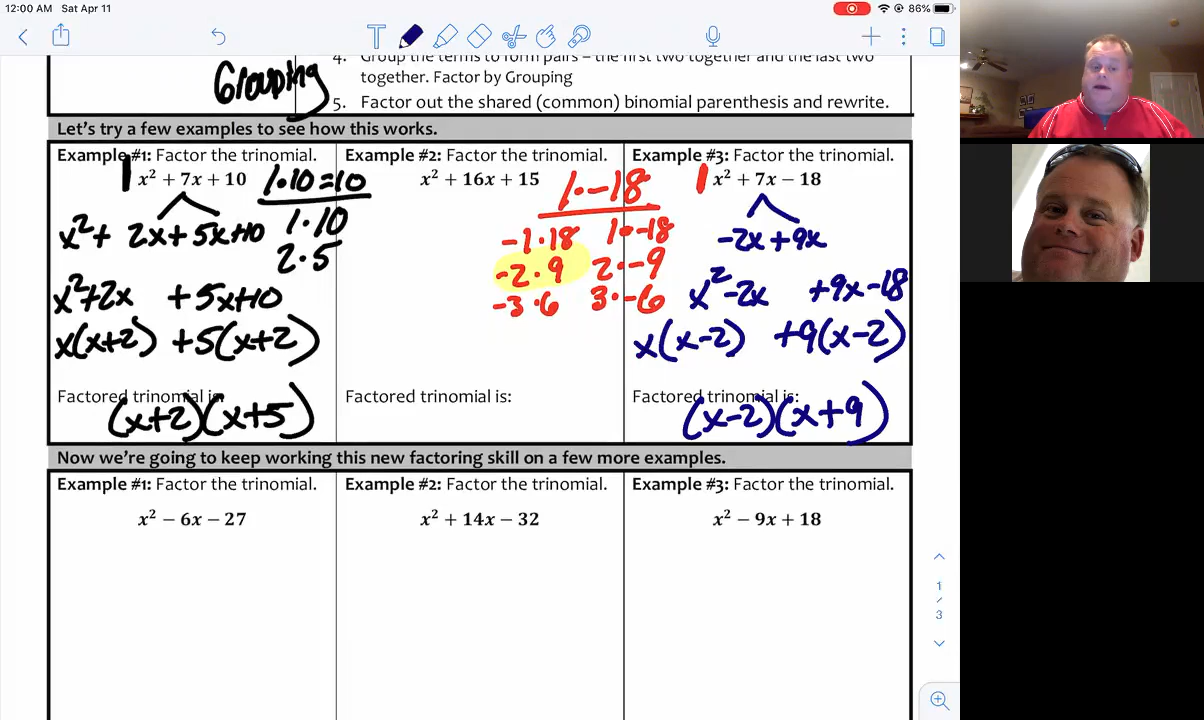 12:00 AM Sat Apr 11
86%
Grouping
4. Group the terms to form pairs – the first two together and the last two
together. Factor by Grouping
5. Factor out the shared (common) binomial parenthesis and rewrite.
Let's try a few examples to see how this works.
Example #1: Factor the trinomial.
1 x² + 7x + 10
1·10=10
1·10
2·5
x²+ 2x+5x+10
x²+2x +5x+10
x(x+2) +5(x+2)
Factored trinomial is:
(x+2)(x+5)
Example #2: Factor the trinomial.
x² + 16x + 15
Factored trinomial is:
Example #3: Factor the trinomial.
1 x² + 7x − 18
1·-18
-1·18 1·-18
-2·9 2·-9
-3·6 3·-6
-2x+9x
x²-2x +9x-18
x(x-2) +9(x-2)
Factored trinomial is:
(x-2)(x+9)
Now we're going to keep working this new factoring skill on a few more examples.
Example #1: Factor the trinomial.
x² − 6x − 27
Example #2: Factor the trinomial.
x² + 14x − 32
Example #3: Factor the trinomial.
x² − 9x + 18
1
/
3